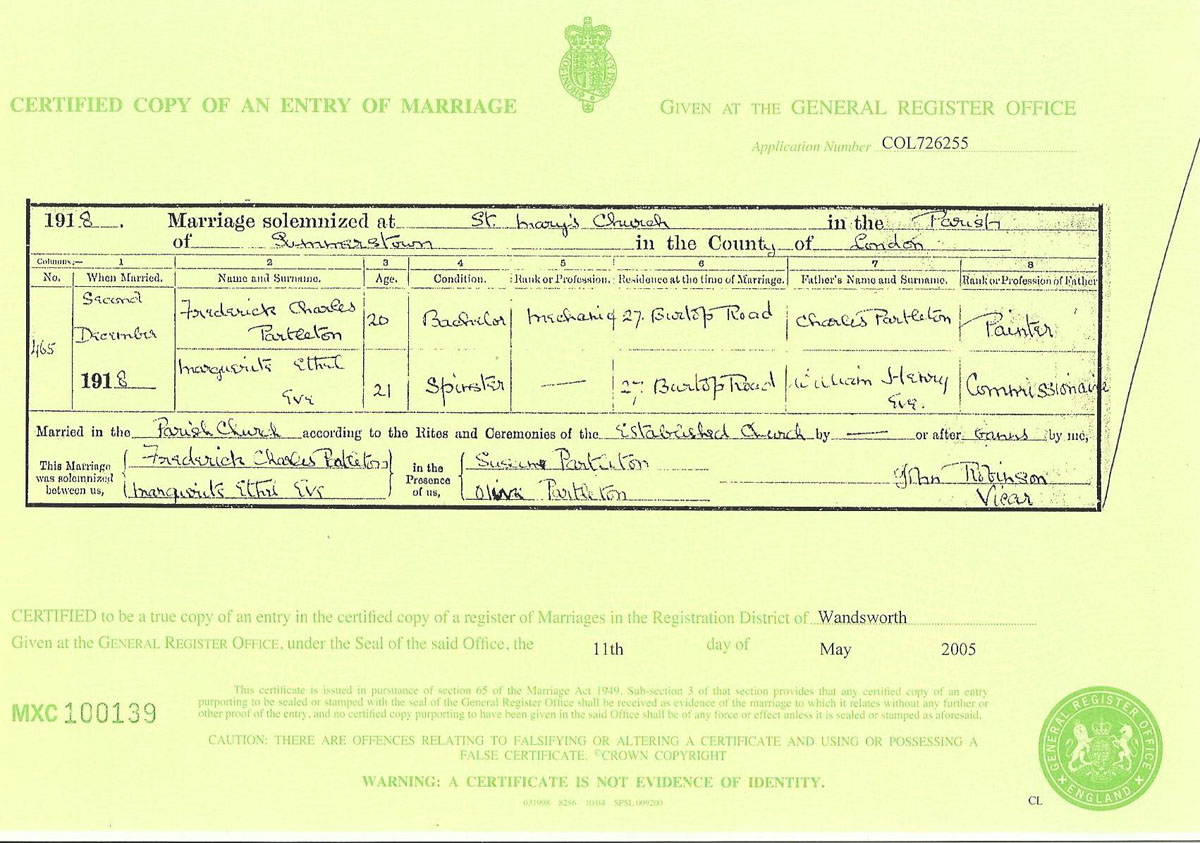 CERTIFIED COPY OF AN ENTRY OF MARRIAGE
GIVEN AT THE GENERAL REGISTER OFFICE
Application Number COL726255
1918. Marriage solemnized at St. Mary's Church in the Parish
of Summerstown in the County of London
Columns:— 1 2 3 4 5 6 7 8
No. When Married. Name and Surname. Age. Condition. Rank or Profession. Residence at the time of Marriage. Father's Name and Surname. Rank or Profession of Father
465 Second December 1918
Frederick Charles Partleton 20 Bachelor Mechanic 27. Burtop Road Charles Partleton Painter
Marguerite Ethel Eve 21 Spinster — 27. Burtop Road William Henry Eve. Commissionaire
Married in the Parish Church according to the Rites and Ceremonies of the Established Church by — or after Banns by me,
This Marriage was solemnized between us, Frederick Charles Partleton Marguerite Ethel Eve in the Presence of us, Partleton Olive Partleton John Robinson
Vicar
CERTIFIED to be a true copy of an entry in the certified copy of a register of Marriages in the Registration District of Wandsworth
Given at the GENERAL REGISTER OFFICE, under the Seal of the said Office, the 11th day of May 2005
This certificate is issued in pursuance of section 65 of the Marriage Act 1949. Sub-section 3 of that section provides that any certified copy of an entry
purporting to be sealed or stamped with the seal of the General Register Office shall be received as evidence of the marriage to which it relates without any further or
other proof of the entry, and no certified copy purporting to have been given in the said Office shall be of any force or effect unless it is sealed or stamped as aforesaid.
MXC 100139
CAUTION: THERE ARE OFFENCES RELATING TO FALSIFYING OR ALTERING A CERTIFICATE AND USING OR POSSESSING A
FALSE CERTIFICATE. ©CROWN COPYRIGHT
WARNING: A CERTIFICATE IS NOT EVIDENCE OF IDENTITY.
031998 8286 10/04 SPSL 009200
CL
GENERAL REGISTER OFFICE
ENGLAND